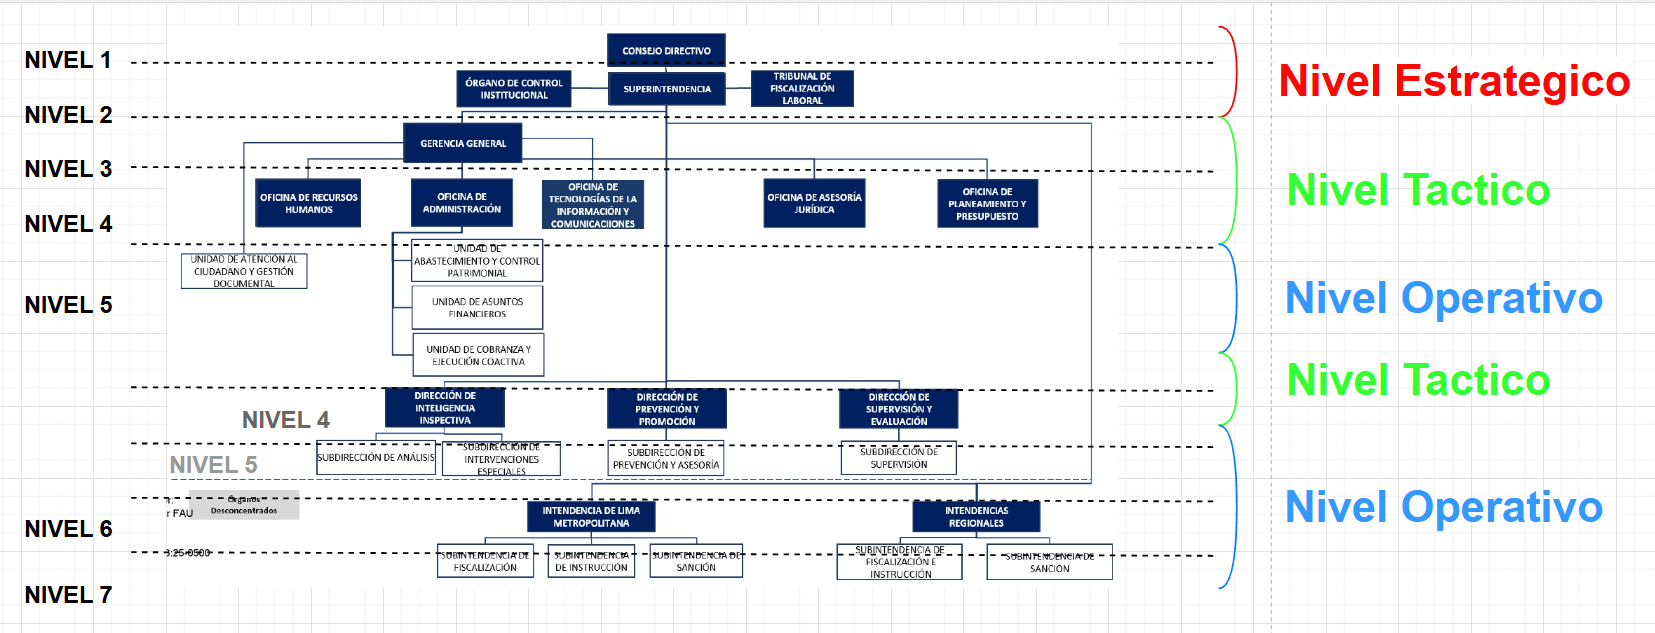 NIVEL 1
CONSEJO DIRECTIVO
ÓRGANO DE CONTROL
INSTITUCIONAL
SUPERINTENDENCIA
TRIBUNAL DE
FISCALIZACIÓN
LABORAL
Nivel Estrategico
NIVEL 2
GERENCIA GENERAL
NIVEL 3
OFICINA DE RECURSOS
HUMANOS
OFICINA DE
ADMINISTRACIÓN
OFICINA DE
TECNOLOGÍAS DE LA
INFORMACIÓN Y
COMUNICACIIONES
OFICINA DE ASESORÍA
JURÍDICA
OFICINA DE
PLANEAMIENTO Y
PRESUPUESTO
Nivel Tactico
NIVEL 4
UNIDAD DE ATENCIÓN AL
CIUDADANO Y GESTIÓN
DOCUMENTAL
UNIDAD DE
ABASTECIMIENTO Y CONTROL
PATRIMONIAL
NIVEL 5
UNIDAD DE ASUNTOS
FINANCIEROS
Nivel Operativo
UNIDAD DE COBRANZA Y
EJECUCIÓN COACTIVA
DIRECCIÓN DE
INTELIGENCIA
INSPECTIVA
DIRECCIÓN DE
PREVENCIÓN Y
PROMOCIÓN
DIRECCIÓN DE
SUPERVISIÓN Y
EVALUACIÓN
Nivel Tactico
NIVEL 4
SUBDIRECCIÓN DE ANÁLISIS
SUBDIRECCIÓN DE
INTERVENCIONES
ESPECIALES
SUBDIRECCIÓN DE
PREVENCIÓN Y ASESORÍA
SUBDIRECCIÓN DE
SUPERVISIÓN
NIVEL 5
Órganos
Desconcentrados
r FAU
INTENDENCIA DE LIMA
METROPOLITANA
INTENDENCIAS
REGIONALES
Nivel Operativo
NIVEL 6
3:25-0500
SUBINTENDENCIA DE
FISCALIZACIÓN
SUBINTENDENCIA
DE INSTRUCCIÓN
SUBINTENDENCIA DE
SANCIÓN
SUBINTENDENCIA DE
FISCALIZACIÓN E
INSTRUCCIÓN
SUBINTENDENCIA DE
SANCIÓN
NIVEL 7